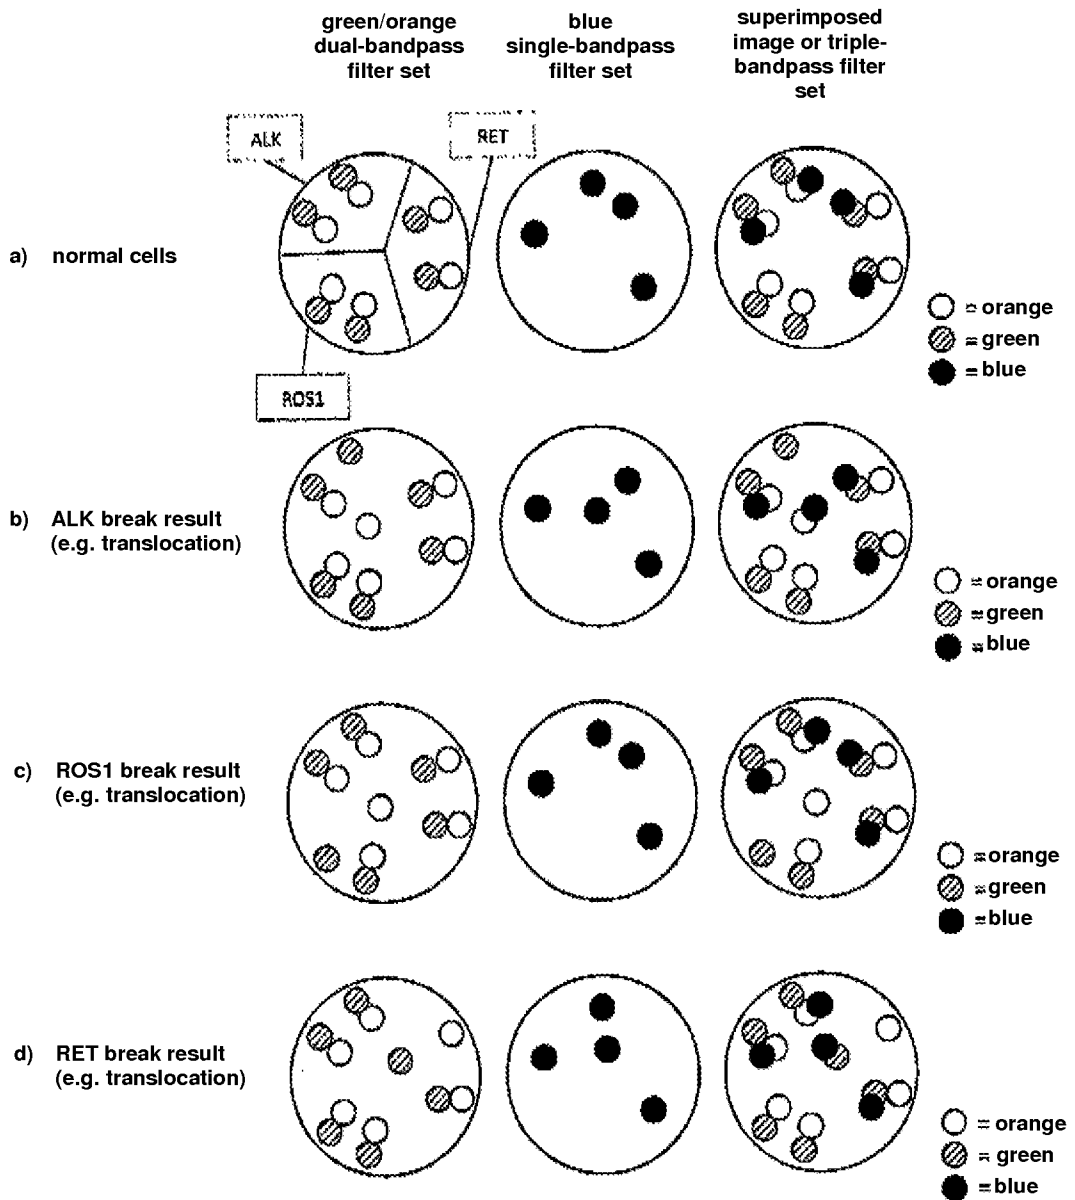 green/orange
dual-bandpass
filter set
blue
single-bandpass
filter set
superimposed
image or triple-
bandpass filter
set
ALK
RET
a) normal cells
ROS1
= orange
= green
= blue
b) ALK break result
(e.g. translocation)
= orange
= green
= blue
c) ROS1 break result
(e.g. translocation)
= orange
= green
= blue
d) RET break result
(e.g. translocation)
= orange
= green
= blue